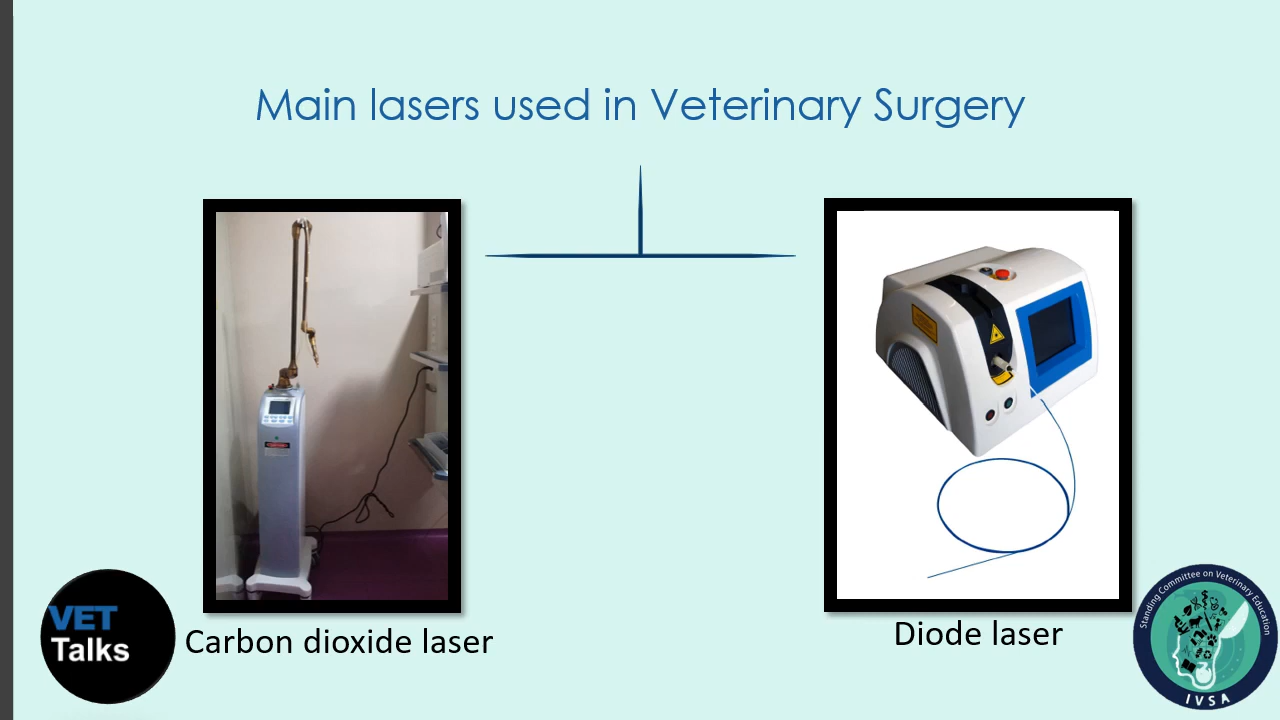 Main lasers used in Veterinary Surgery
Carbon dioxide laser
Diode laser
VET
Talks
Standing Committee on Veterinary Education
IVSA